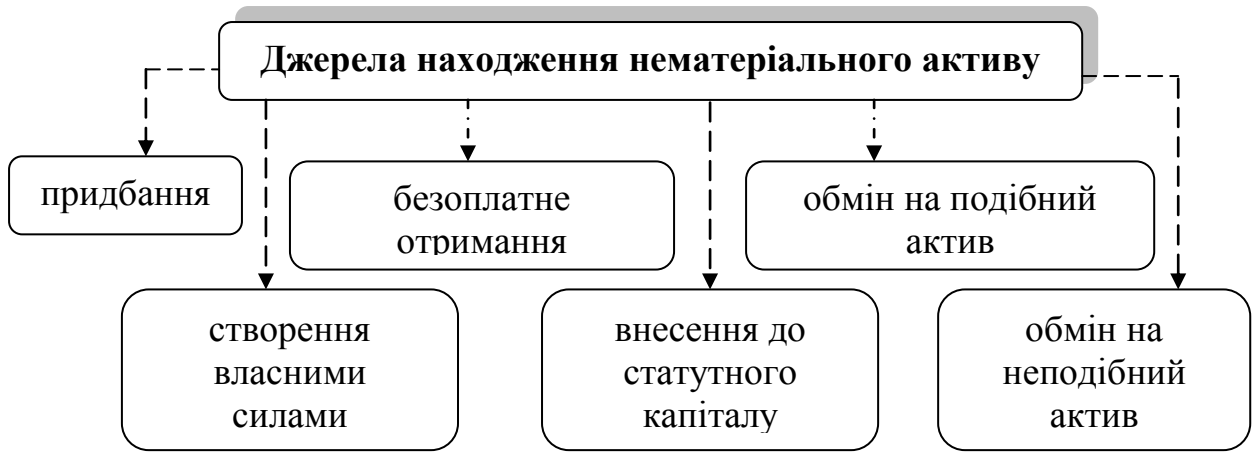 Джерела находження нематеріального активу
придбання
безоплатне
отримання
обмін на подібний
актив
створення
власними
силами
внесення до
статутного
капіталу
обмін на
неподібний
актив